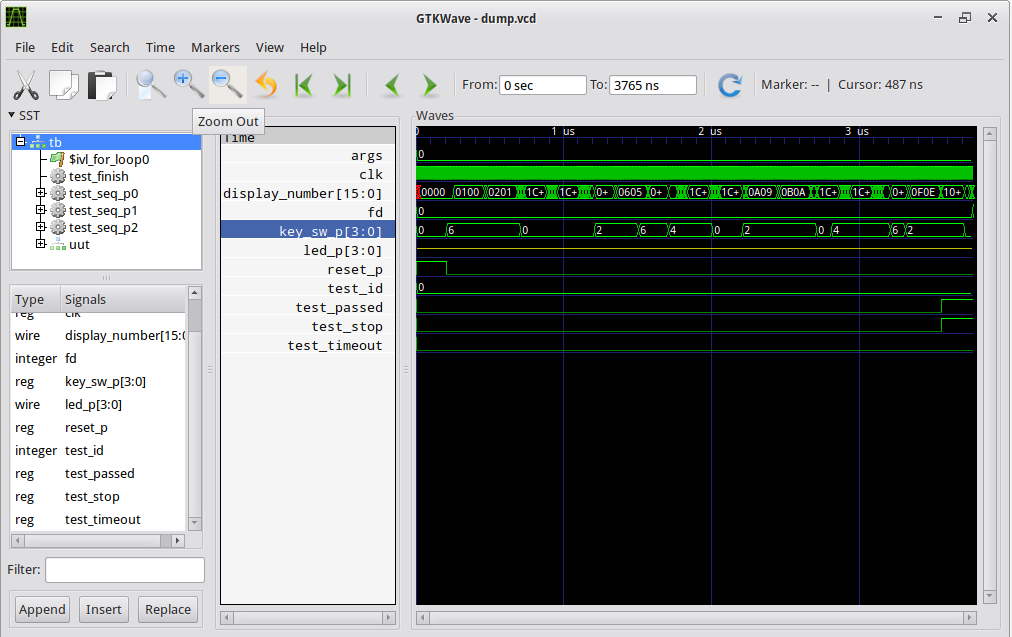 GTKWave - dump.vcd
File Edit Search Time Markers View Help
From: 0 sec To: 3765 ns Marker: -- | Cursor: 487 ns
Zoom Out
SST
tb
$ivl_for_loop0
test_finish
test_seq_p0
test_seq_p1
test_seq_p2
uut
Type Signals
reg clk
wire display_number[15:0
integer fd
reg key_sw_p[3:0]
wire led_p[3:0]
reg reset_p
integer test_id
reg test_passed
reg test_stop
reg test_timeout
Filter:
Append Insert Replace
Time
args
clk
display_number[15:0]
fd
key_sw_p[3:0]
led_p[3:0]
reset_p
test_id
test_passed
test_stop
test_timeout
Waves
0 1 us 2 us 3 us
0
0000 0100 0201 1C+ 1C+ 0+ 0605 0+ 1C+ 1C+ 0A09 0B0A 1C+ 1C+ 0+ 0F0E 10+
0
0 6 0 2 6 4 0 2 0 4 6 2
0